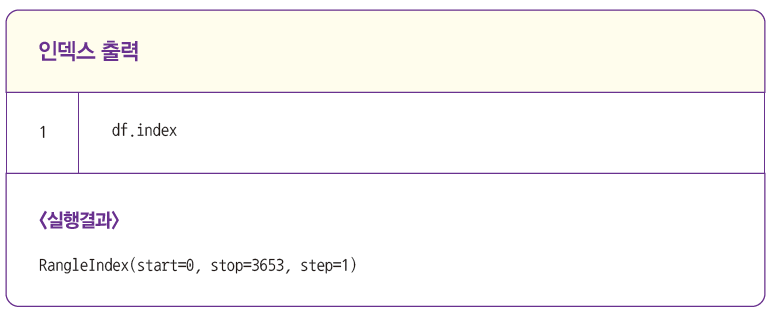 인덱스 출력
1 df.index
〈실행결과〉
RangleIndex(start=0, stop=3653, step=1)